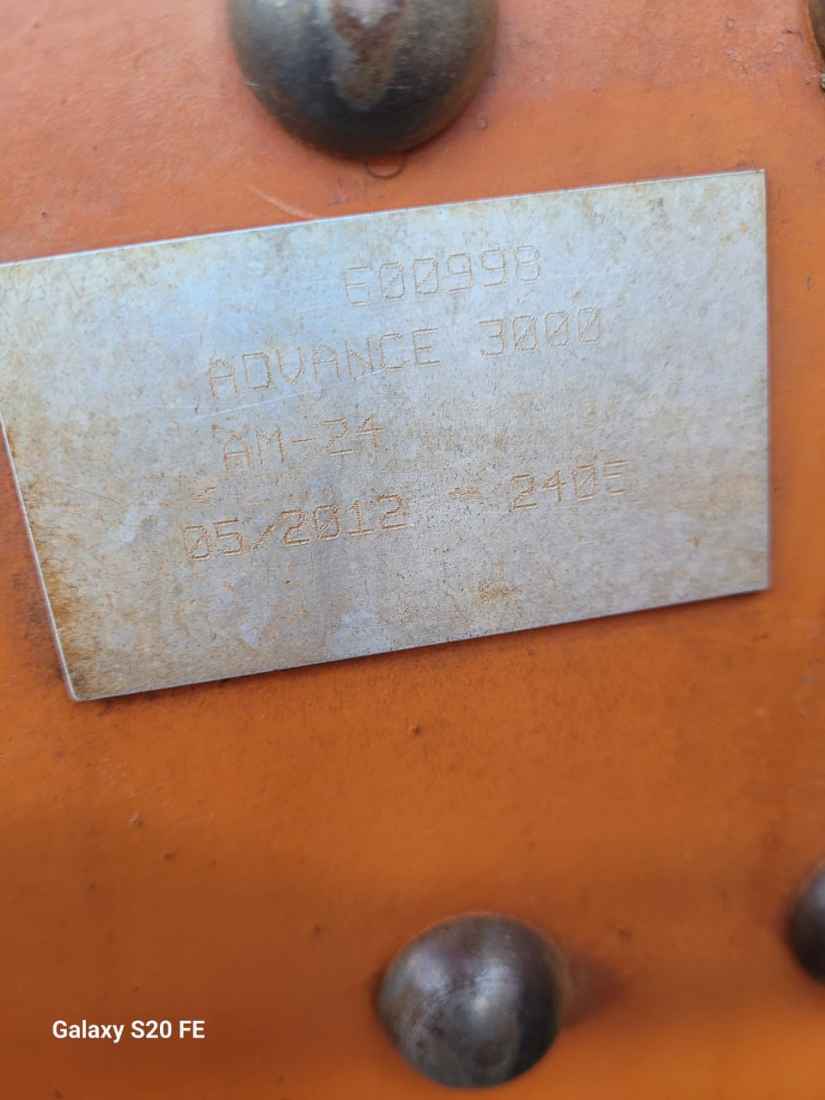 E00998
ADVANCE 3000
AM-24
05/2012 - 2405
Galaxy S20 FE